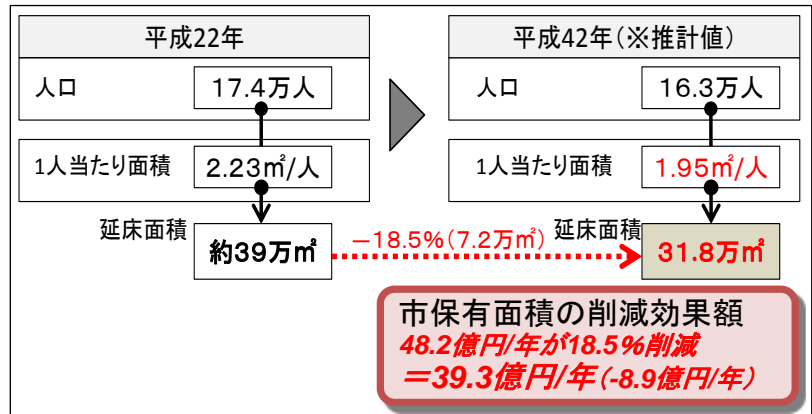 平成22年
人口
17.4万人
1人当たり面積
2.23㎡/人
延床面積
約39万㎡
平成42年(※推計値)
人口
16.3万人
1人当たり面積
1.95㎡/人
延床面積
31.8万㎡
－18.5%(7.2万㎡)
市保有面積の削減効果額
48.2億円/年が18.5%削減
＝39.3億円/年(-8.9億円/年)